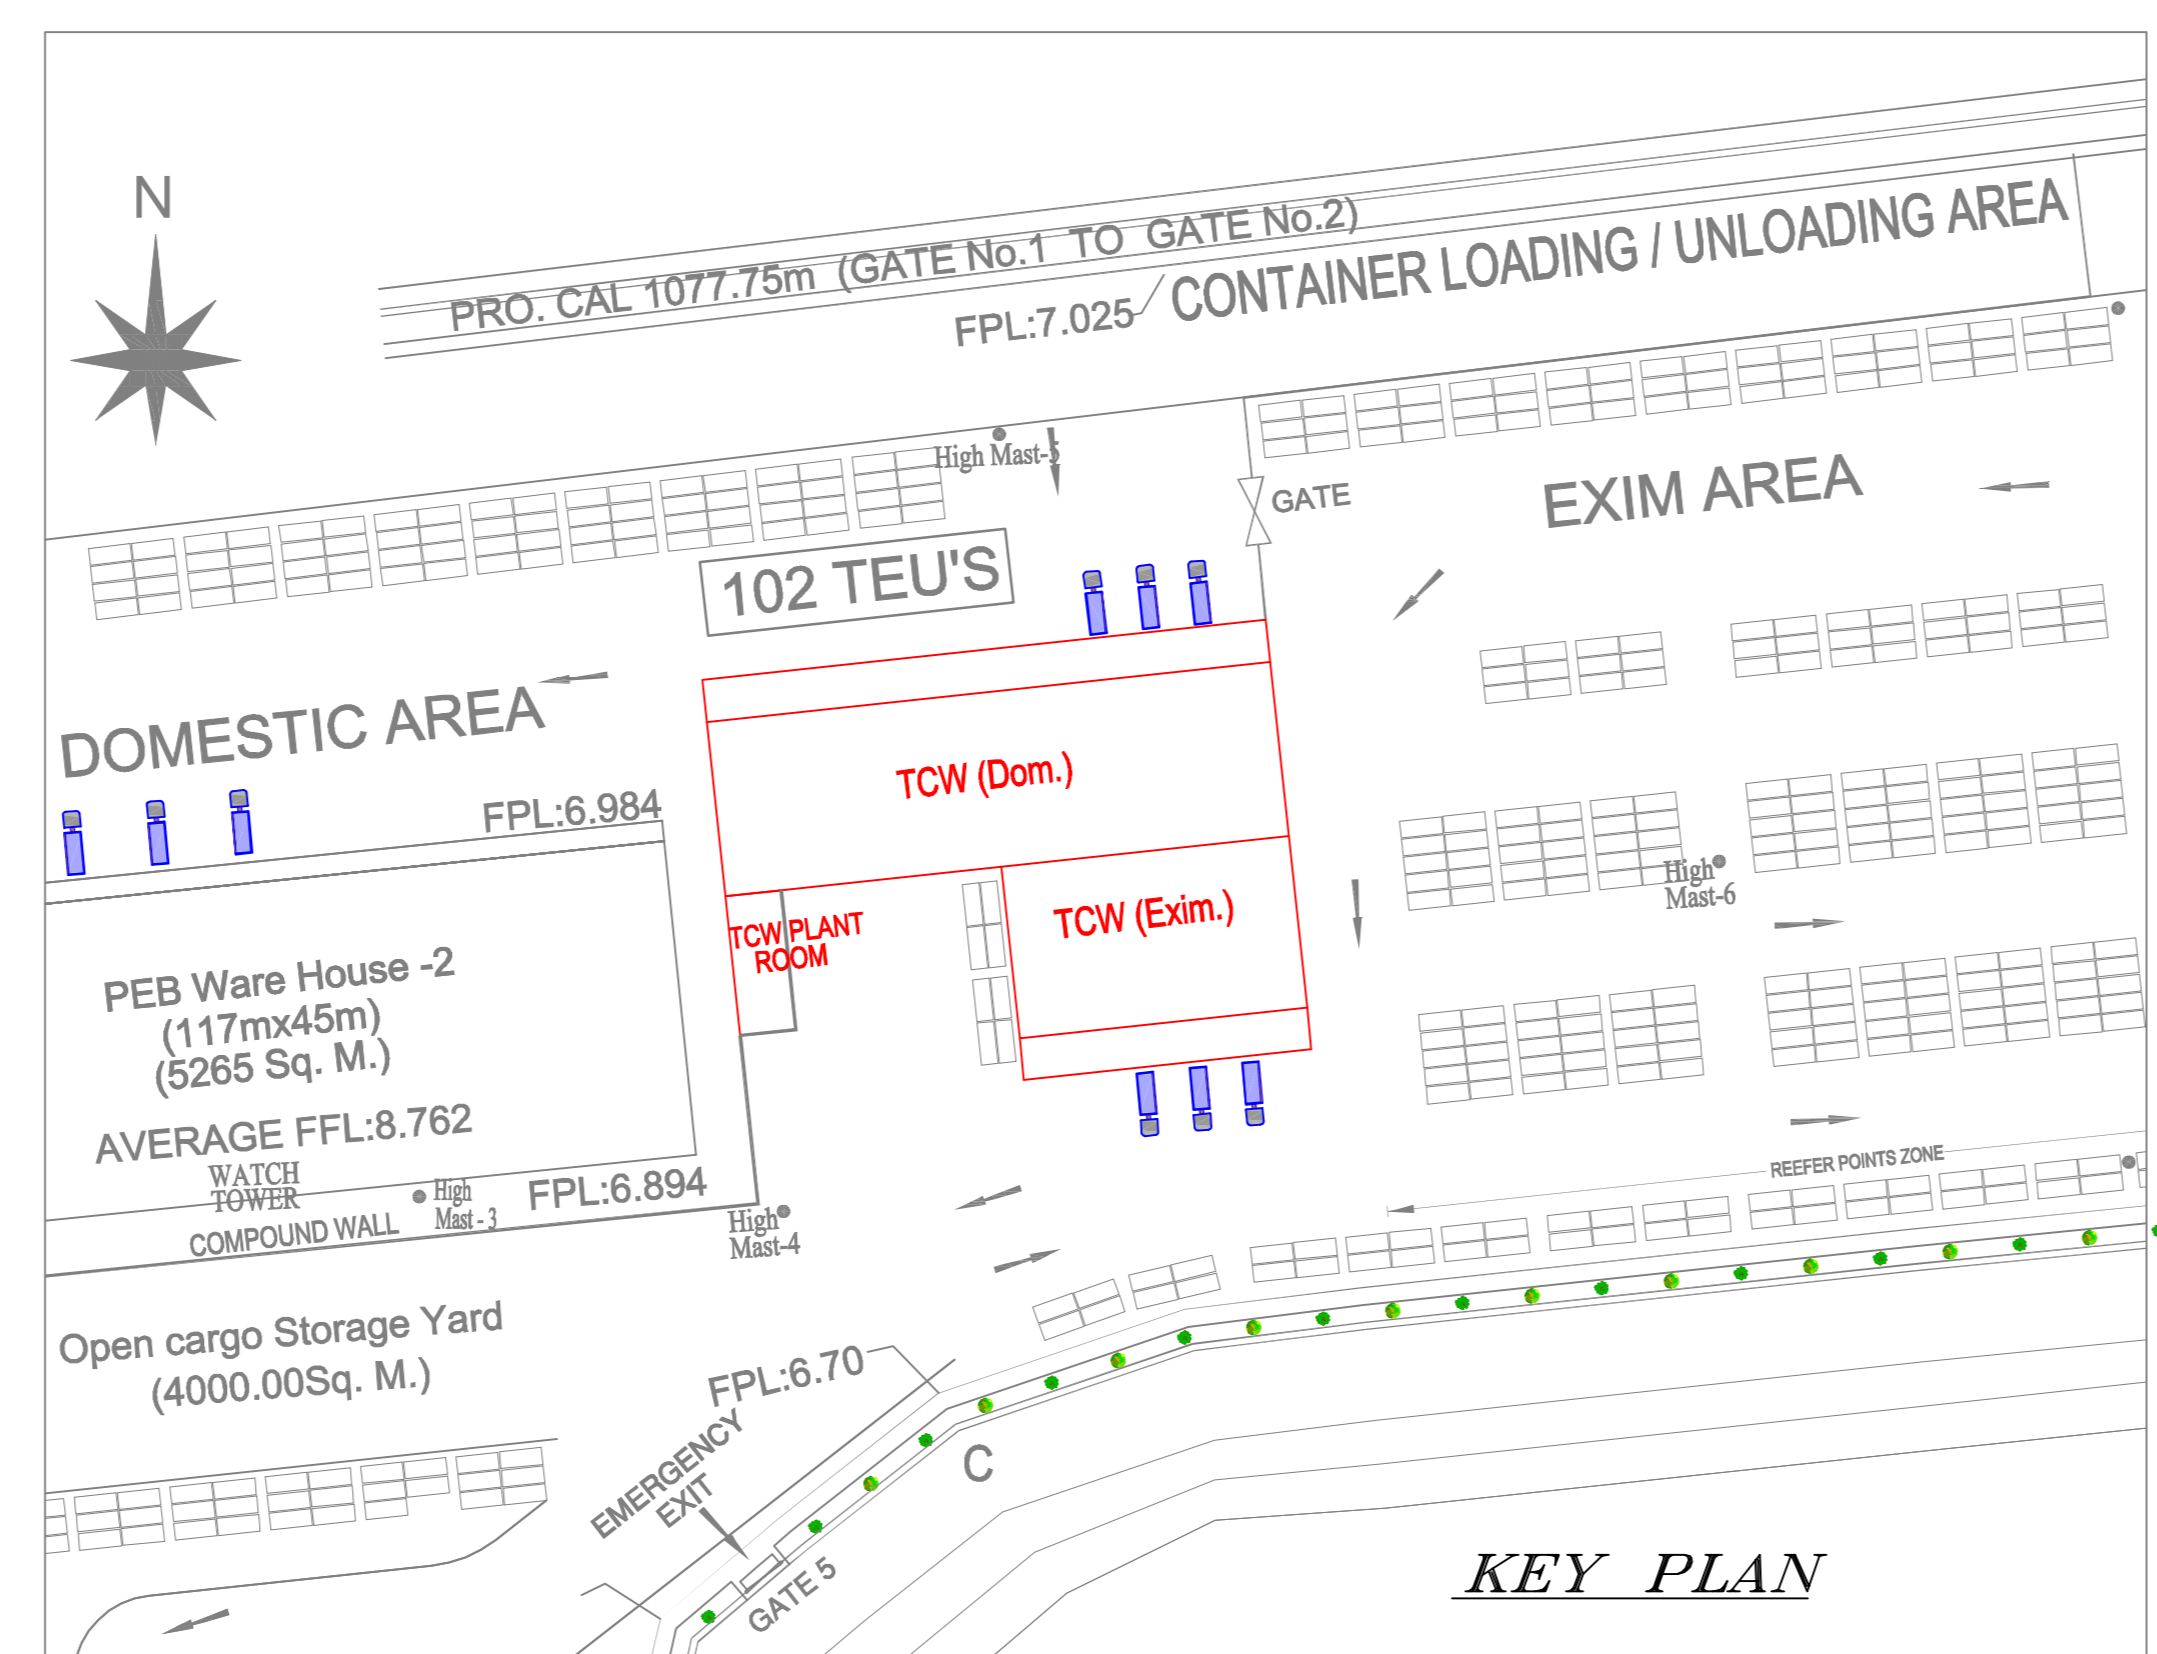 N
PRO. CAL 1077.75m (GATE No.1 TO GATE No.2)
FPL:7.025
CONTAINER LOADING / UNLOADING AREA
High Mast-5
GATE
EXIM AREA
102 TEU'S
DOMESTIC AREA
FPL:6.984
TCW (Dom.)
TCW (Exim.)
TCW PLANT
ROOM
High
Mast-6
PEB Ware House -2
(117mx45m)
(5265 Sq. M.)
AVERAGE FFL:8.762
WATCH
TOWER
High
Mast - 3
FPL:6.894
COMPOUND WALL
High
Mast-4
REEFER POINTS ZONE
Open cargo Storage Yard
(4000.00Sq. M.)
FPL:6.70
EMERGENCY
EXIT
C
GATE 5
KEY PLAN